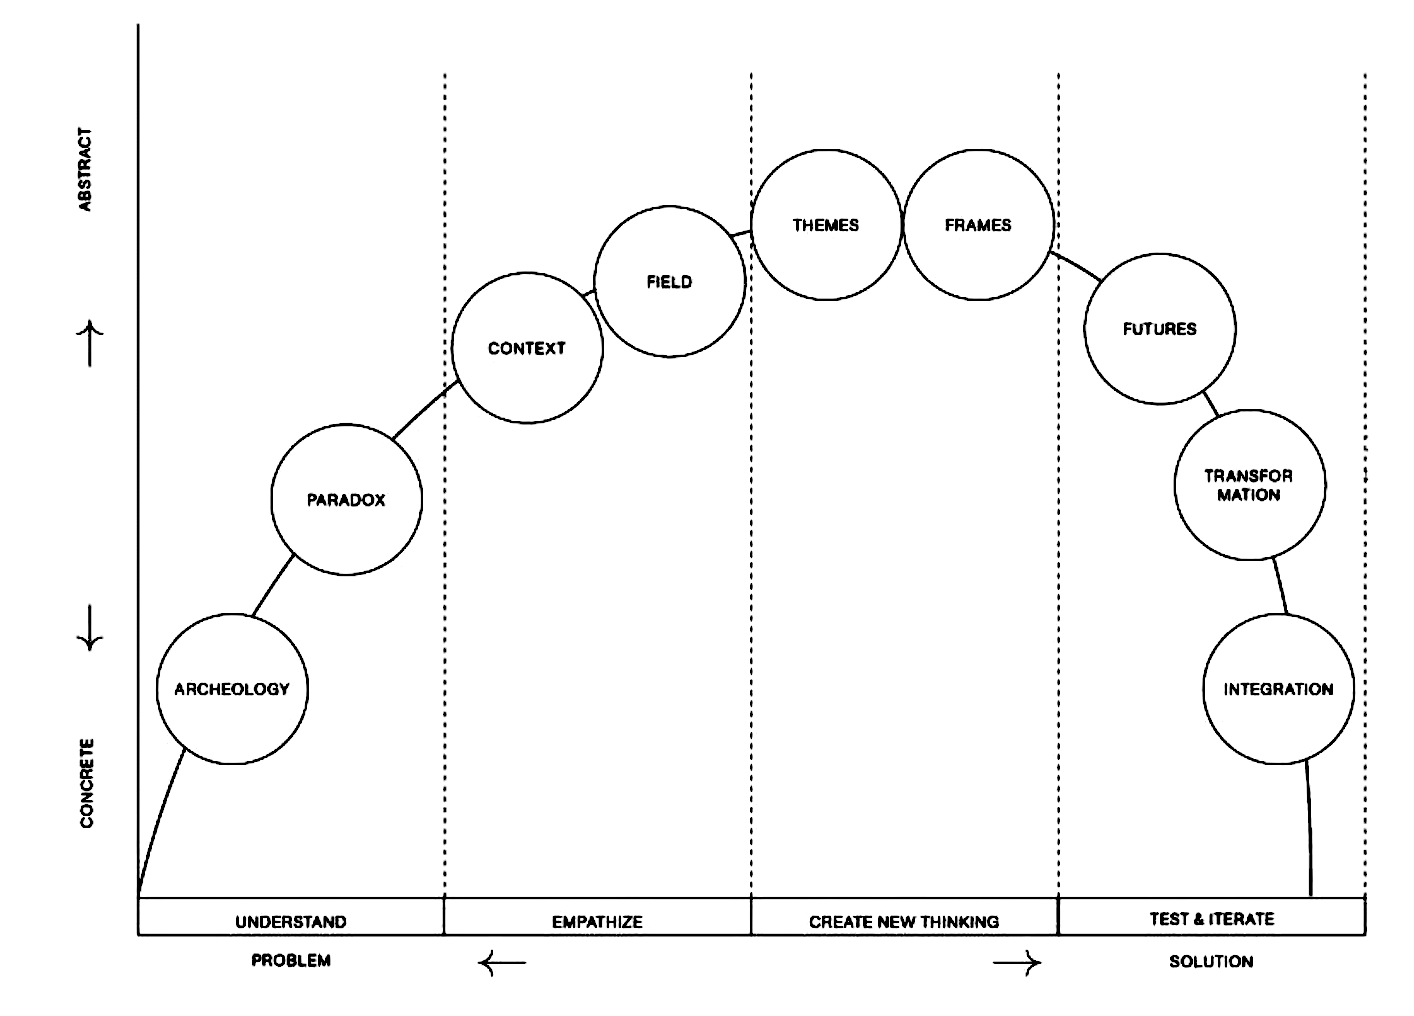 ABSTRACT
CONCRETE
THEMES
FRAMES
FIELD
FUTURES
CONTEXT
TRANSFOR
MATION
PARADOX
ARCHEOLOGY
INTEGRATION
UNDERSTAND
EMPATHIZE
CREATE NEW THINKING
TEST & ITERATE
PROBLEM
SOLUTION